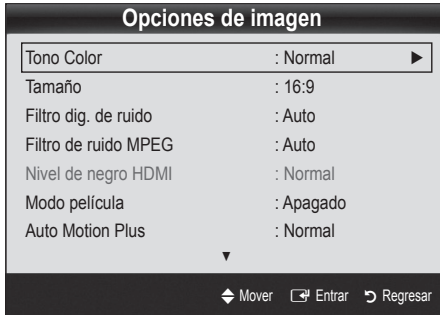 Opciones de imagen
Tono Color : Normal ►
Tamaño : 16:9
Filtro dig. de ruido : Auto
Filtro de ruido MPEG : Auto
Nivel de negro HDMI : Normal
Modo película : Apagado
Auto Motion Plus : Normal
▼
Mover Entrar Regresar